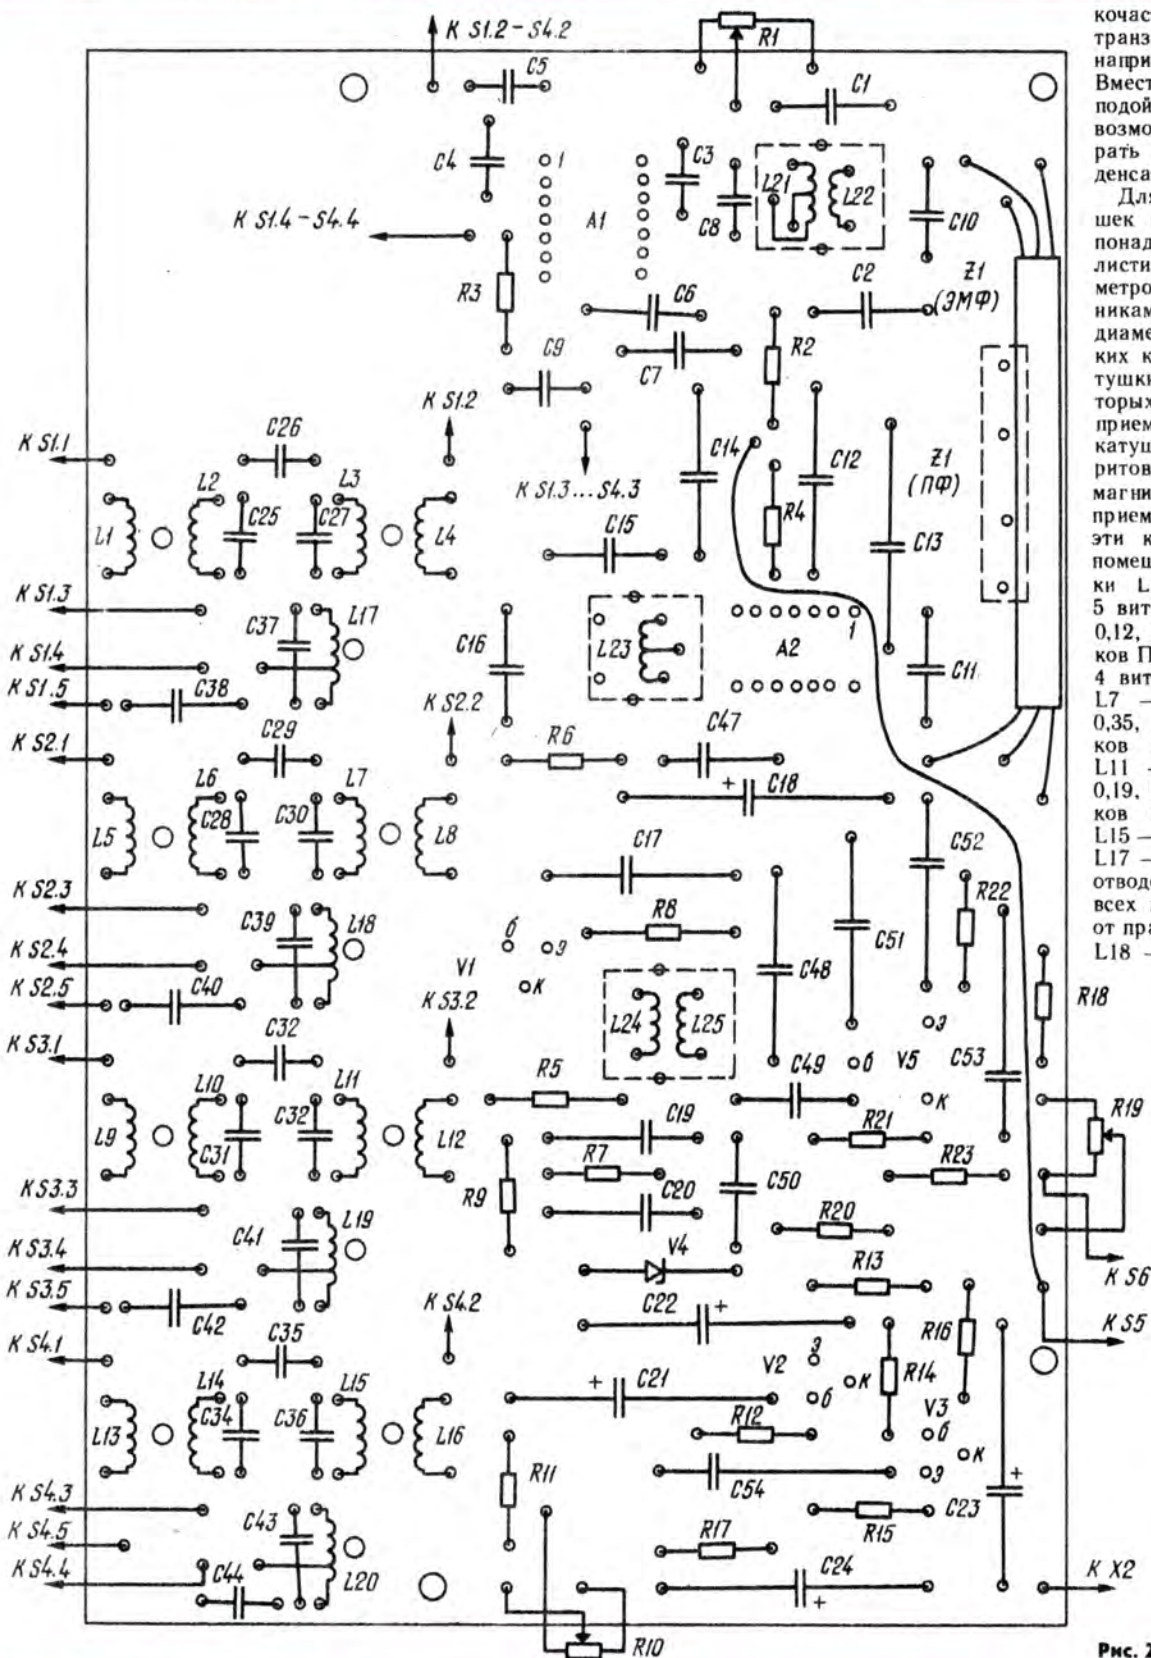 К S1.2 – S4.2
R1
C5
C1
C4
1
C3
L21
L22
A1
C8
C10
К S1.4 – S4.4
R3
C6
C2
Z1
(ЭМФ)
C7
R2
C9
К S1.2
К S1.1
C26
C14
C12
Z1
(ПФ)
L2
L3
К S1.3...S4.3
L1
C25
C27
L4
R4
C15
C13
К S1.3
C37
L17
C16
L23
A2
1
К S1.4
C11
К S1.5
C38
К S2.2
C29
R6
C47
К S2.1
+
C18
L6
L7
L5
C28
C30
L8
C17
C52
R22
К S2.3
C39
L18
R8
C51
б
э
C48
К S2.4
V1
к
К S2.5
C40
К S3.2
L24
L25
R18
C32
э
К S3.1
б
V5
C53
L10
L11
R5
C49
к
R19
L9
C31
C32
L12
C19
R21
R7
R23
R9
C20
C50
К S3.3
C41
L19
R20
V4
К S3.4
R13
К S6
К S3.5
C42
К S4.2
C22
+
R16
К S5
C35
э
К S4.1
V2
к
R14
L14
L15
+
C21
б
V3
L13
C34
C36
L16
R12
б
к
R11
C54
э
+
К S4.3
C43
R15
C23
К S4.5
R17
К S4.4
L20
C44
C24
+
К X2
R10
кочас
транз
напри
Вмест
подой
возмо
рать
денса
Для
шек
понад
листи
метро
никам
диаме
ких к
тушки
торых
прием
катуш
ритов
магни
прием
эти к
помещ
ки L
5 вит
0,12,
ков П
4 вит
L7 —
0,35,
ков
L11 -
0,19,
ков
L15 —
L17 —
отвод
всех
от пра
L18 —
Рис. 2